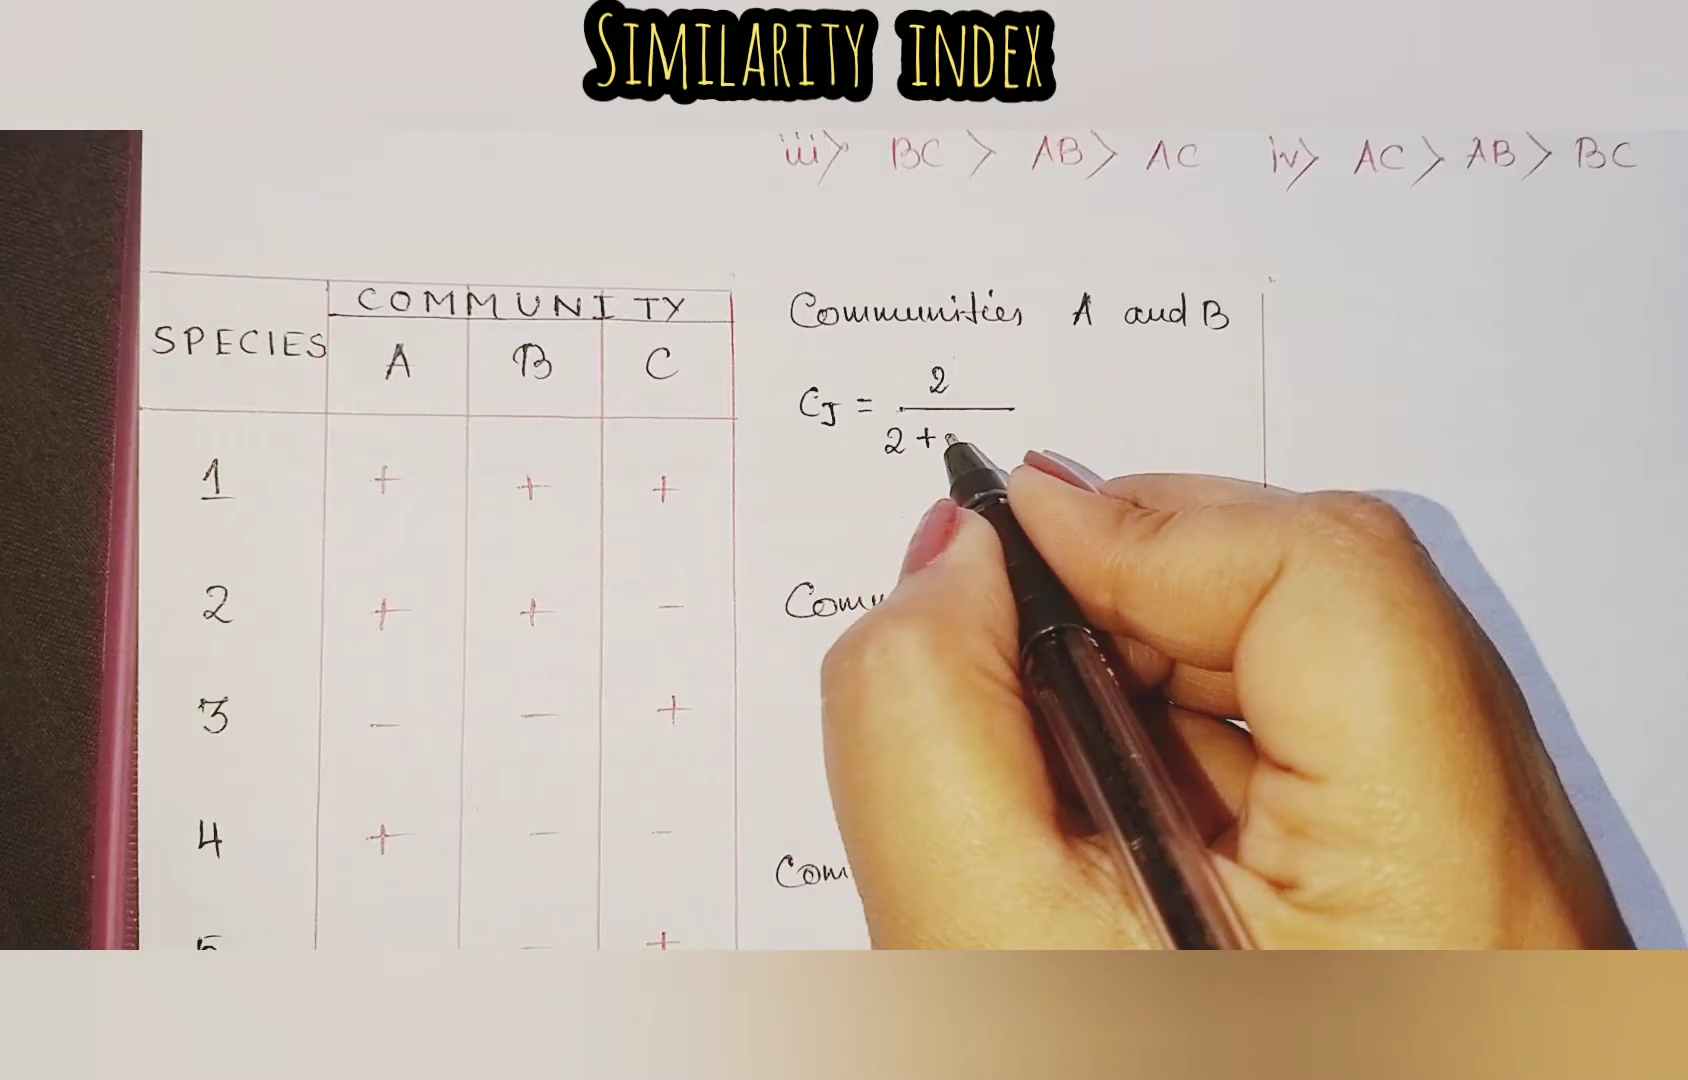 SIMILARITY INDEX
iii> BC > AB > AC iv> AC > AB > BC
SPECIES COMMUNITY
A B C
1 + + +
2 + + -
3 - - +
4 + - -
5 - +
Communities A and B
CJ = 2
2 +